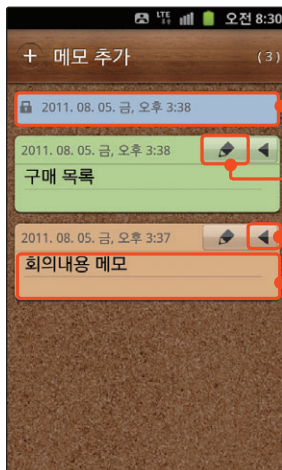 LTE 오전 8:30
+ 메모 추가 (3)
2011. 08. 05. 금, 오후 3:38
2011. 08. 05. 금, 오후 3:38
구매 목록
2011. 08. 05. 금, 오후 3:37
회의내용 메모